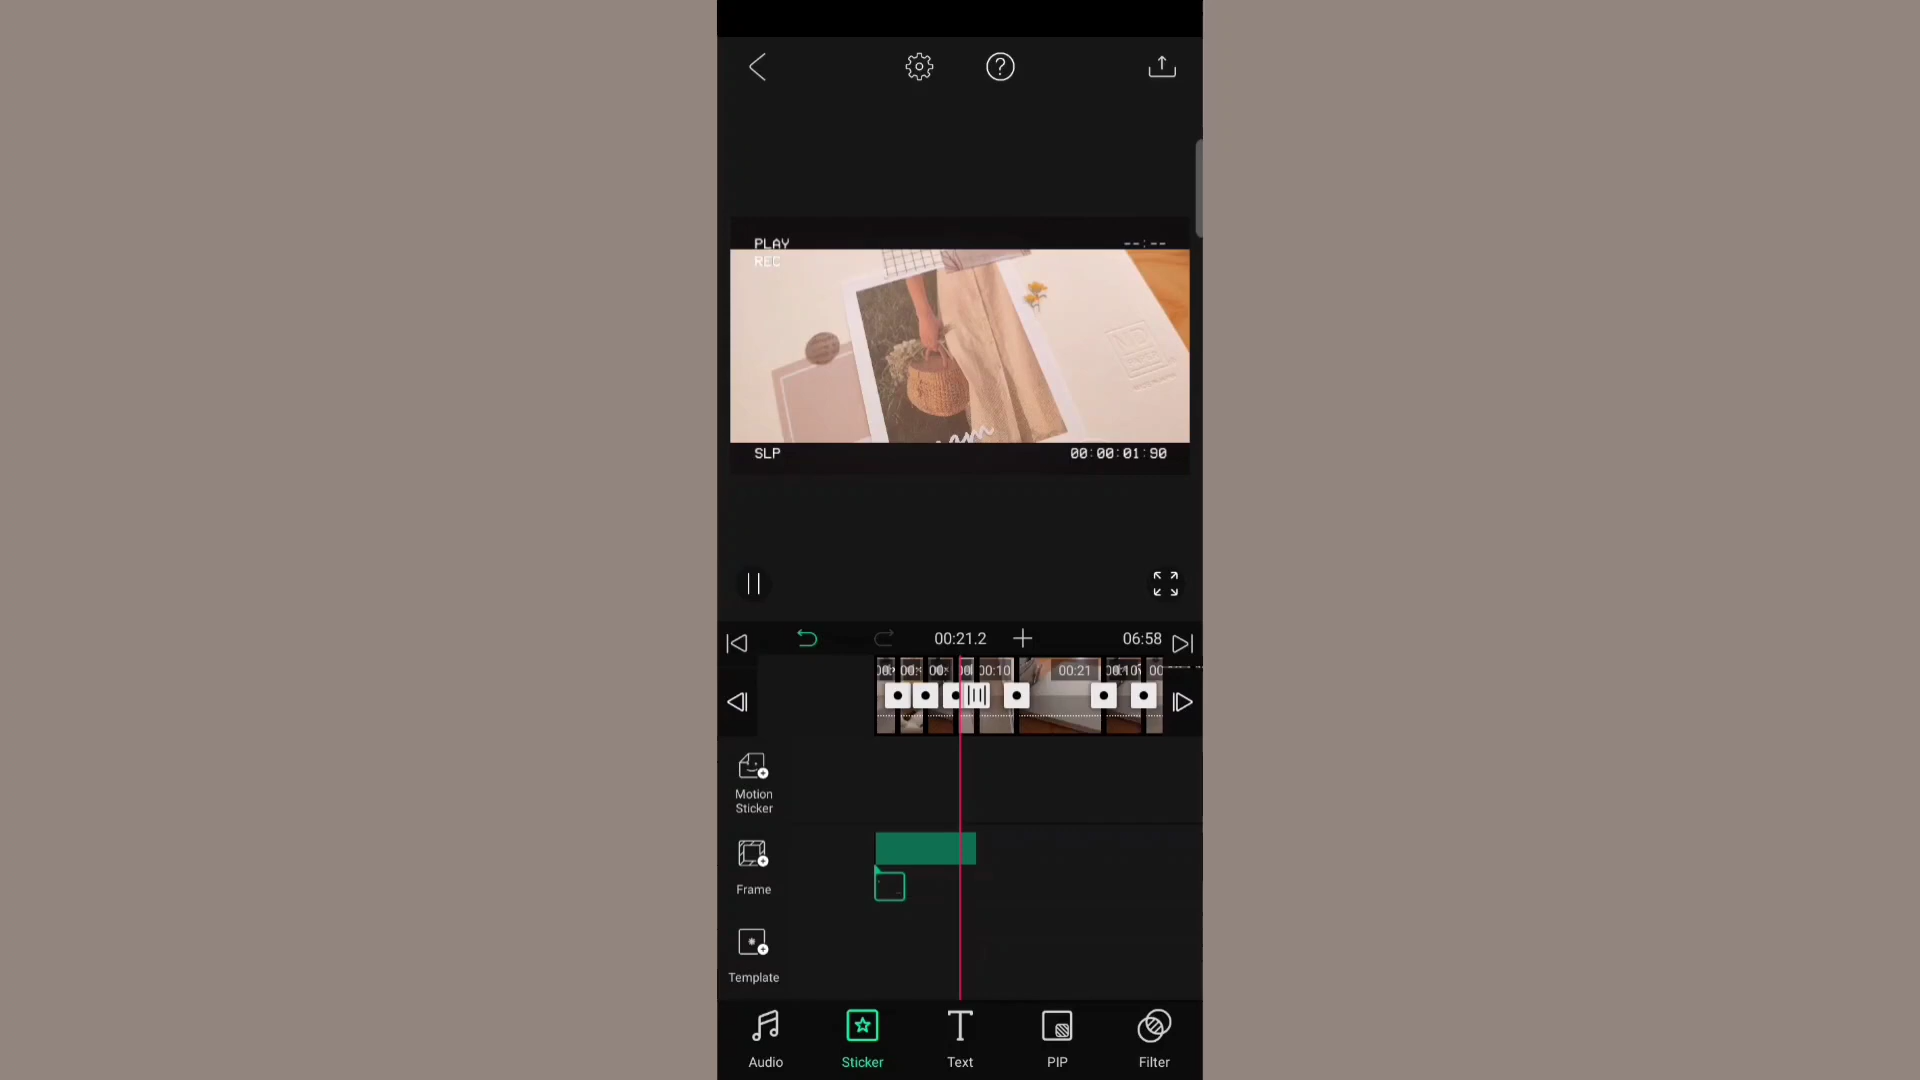 PLAY --:--
REC
SLP 00:00:01:90
00:21.2 06:58
00:10 00:21 00:10
Motion
Sticker
Frame
Template
Audio Sticker Text PIP Filter